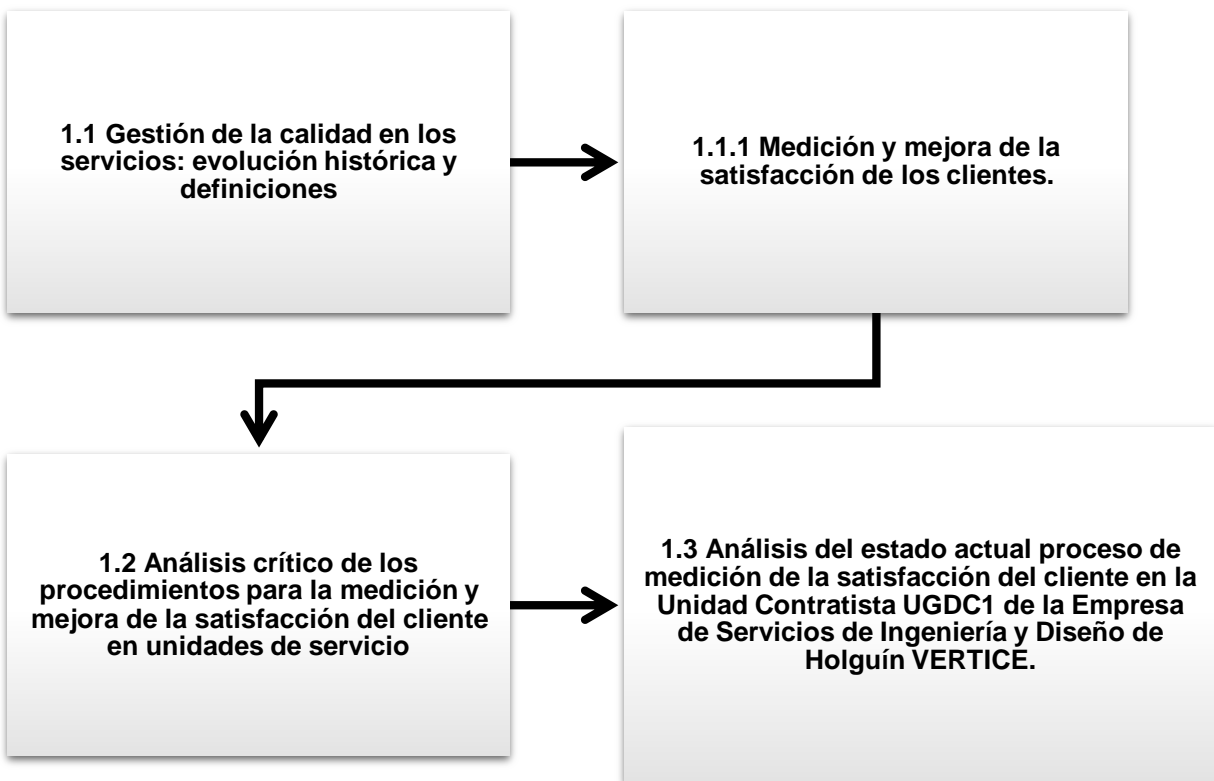 1.1 Gestión de la calidad en los
servicios: evolución histórica y
definiciones
1.1.1 Medición y mejora de la
satisfacción de los clientes.
1.2 Análisis crítico de los
procedimientos para la medición y
mejora de la satisfacción del cliente
en unidades de servicio
1.3 Análisis del estado actual proceso de
medición de la satisfacción del cliente en la
Unidad Contratista UGDC1 de la Empresa
de Servicios de Ingeniería y Diseño de
Holguín VERTICE.